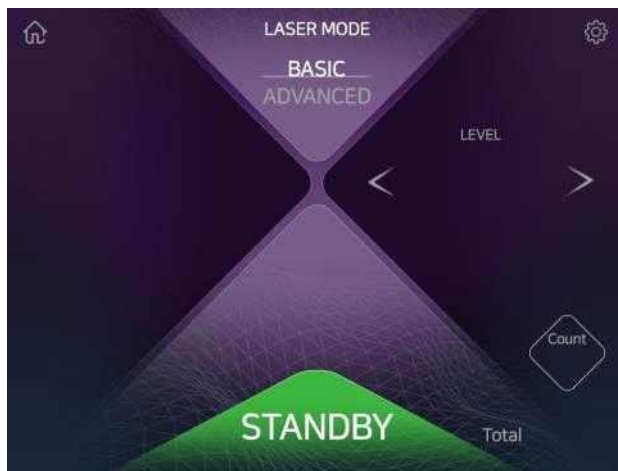 LASER MODE
BASIC
ADVANCED
LEVEL
Count
STANDBY
Total